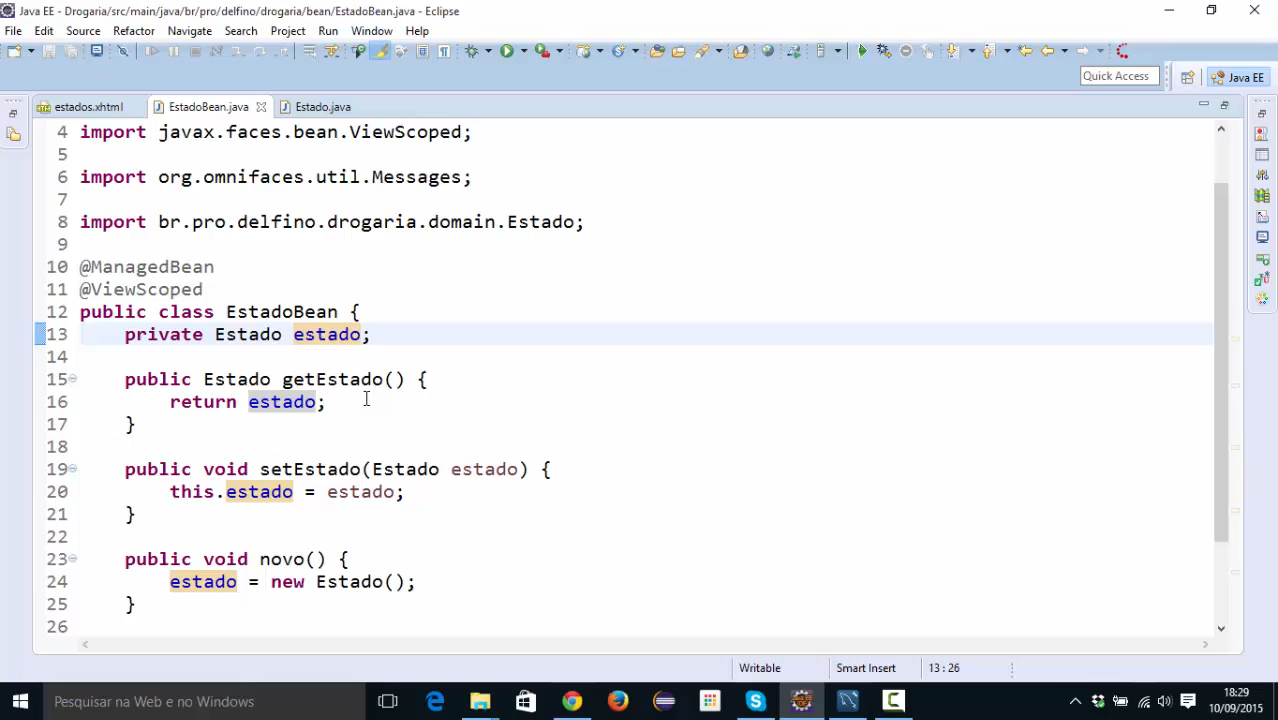 Java EE - Drogaria/src/main/java/br/pro/delfino/drogaria/bean/EstadoBean.java - Eclipse
File Edit Source Refactor Navigate Search Project Run Window Help
Quick Access
Java EE
estados.xhtml EstadoBean.java Estado.java
4 import javax.faces.bean.ViewScoped;
5
6 import org.omnifaces.util.Messages;
7
8 import br.pro.delfino.drogaria.domain.Estado;
9
10 @ManagedBean
11 @ViewScoped
12 public class EstadoBean {
13 private Estado estado;
14
15 public Estado getEstado() {
16 return estado;
17 }
18
19 public void setEstado(Estado estado) {
20 this.estado = estado;
21 }
22
23 public void novo() {
24 estado = new Estado();
25 }
26
Writable Smart Insert 13 : 26
Pesquisar na Web e no Windows
18:29
10/09/2015